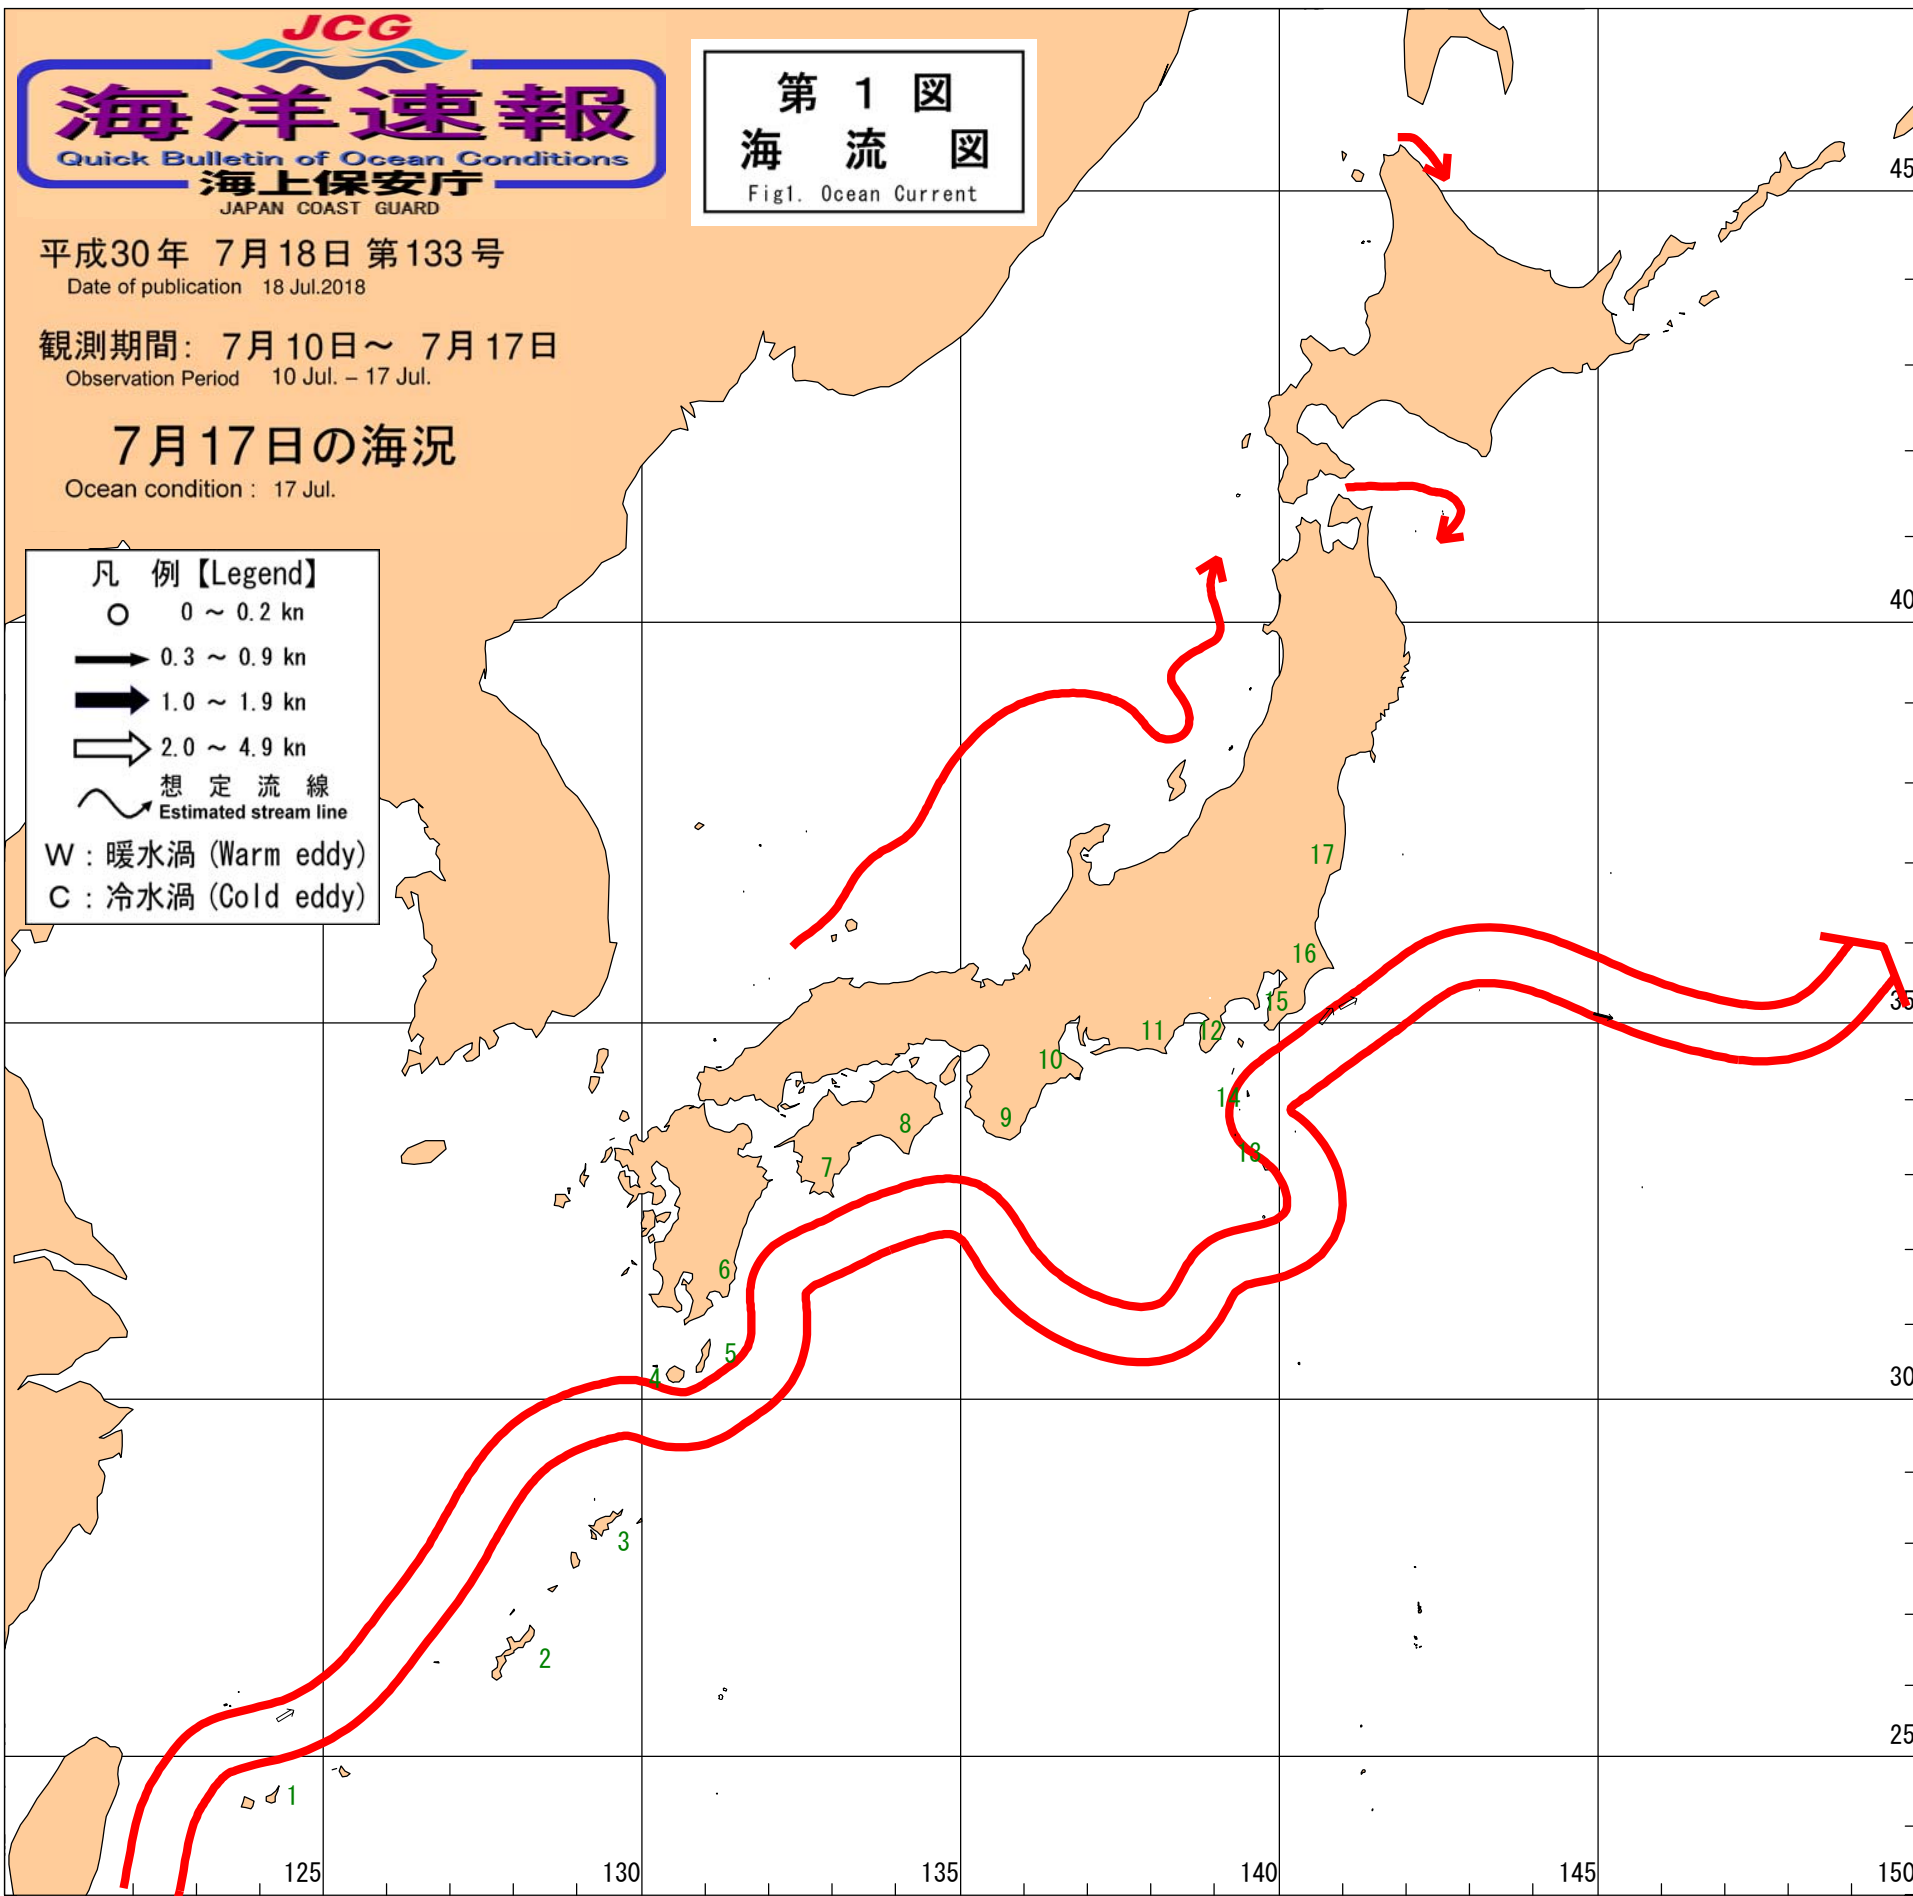 JCG
海洋速報
Quick Bulletin of Ocean Conditions
海上保安庁
JAPAN COAST GUARD
平成30年 7月18日 第133号
Date of publication 18 Jul.2018
観測期間: 7月10日～ 7月17日
Observation Period 10 Jul. – 17 Jul.
7月17日の海況
Ocean condition : 17 Jul.
第 1 図
海 流 図
Fig1. Ocean Current
凡 例【Legend】
0 ～ 0.2 kn
0.3 ～ 0.9 kn
1.0 ～ 1.9 kn
2.0 ～ 4.9 kn
想 定 流 線
Estimated stream line
W : 暖水渦 (Warm eddy)
C : 冷水渦 (Cold eddy)
45
40
17
16
15
35
11
12
10
14
9
8
13
7
6
5
4
30
3
2
25
1
125
130
135
140
145
150